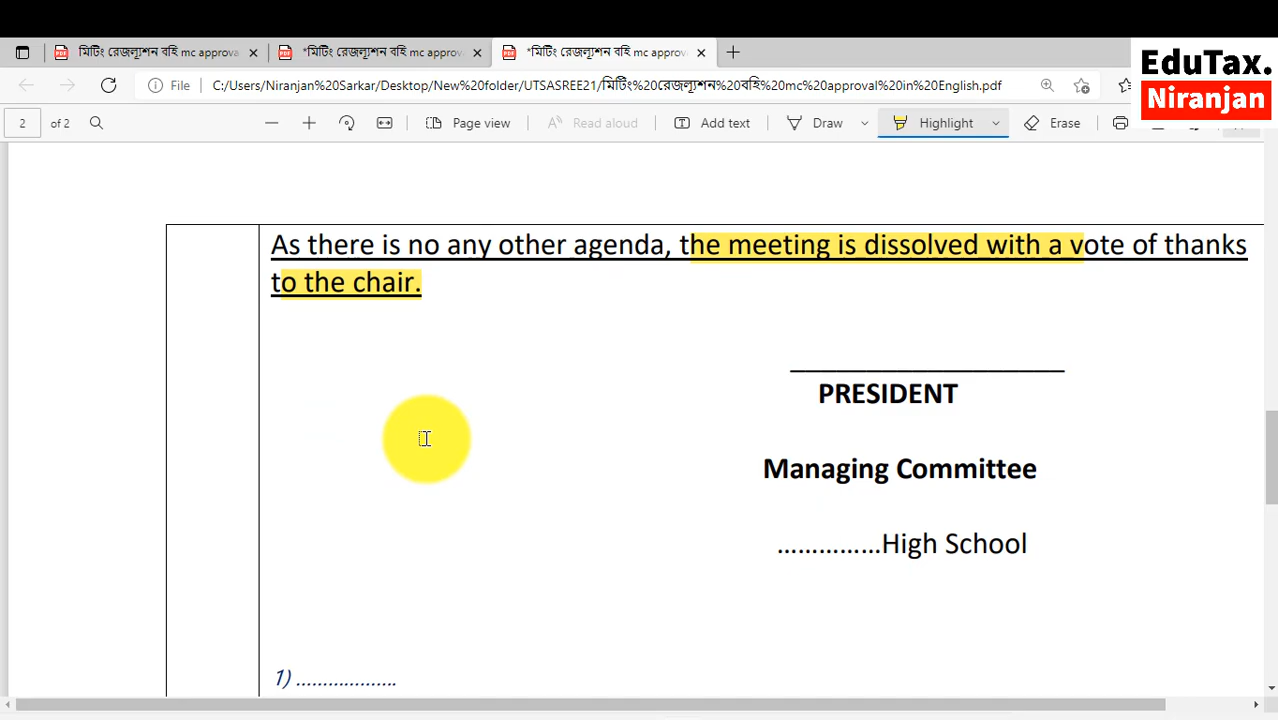 মিটিং রেজল্যুশন বহি mc approva
*মিটিং রেজল্যুশন বহি mc approv
*মিটিং রেজল্যুশন বহি mc approva
EduTax.
Niranjan
File
C:/Users/Niranjan%20Sarkar/Desktop/New%20folder/UTSASREE21/মিটিং%20রেজল্যুশন%20বহি%20mc%20approval%20in%20English.pdf
2 of 2
Page view
Read aloud
Add text
Draw
Highlight
Erase
As there is no any other agenda, the meeting is dissolved with a vote of thanks
to the chair.
PRESIDENT
Managing Committee
...............High School
1) ..................